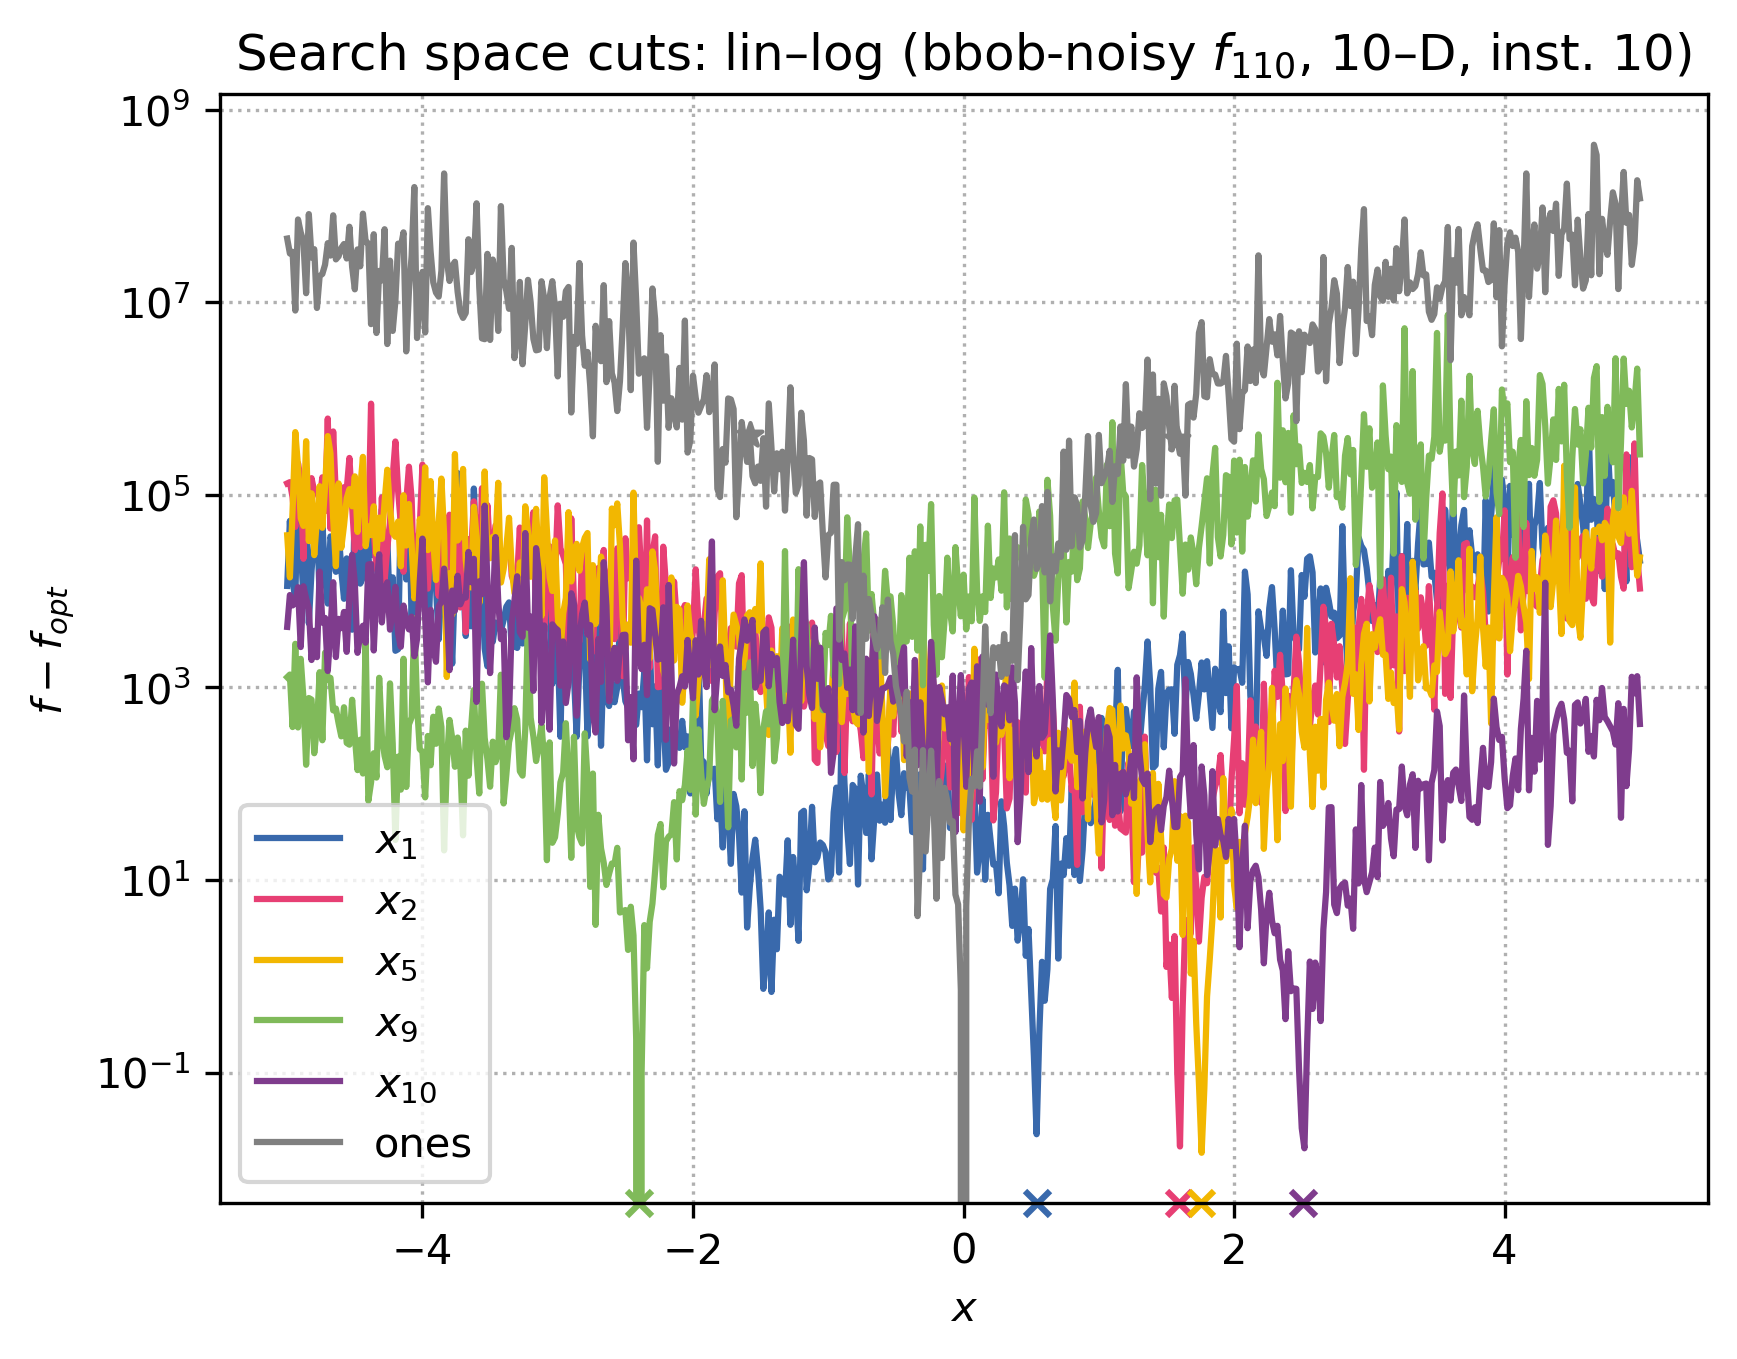 Search space cuts: lin–log (bbob-noisy f110, 10–D, inst. 10)
10^9
10^7
10^5
10^3
10^1
10^−1
f − fopt
x1
x2
x5
x9
x10
ones
−4 −2 0 2 4
x